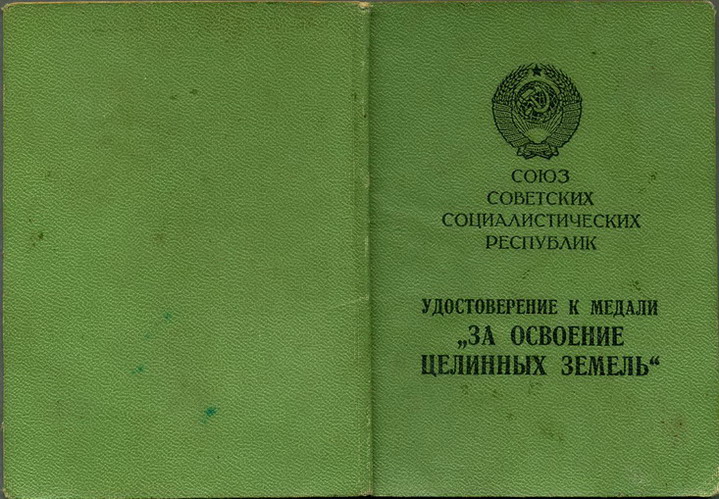 СОЮЗ
СОВЕТСКИХ
СОЦИАЛИСТИЧЕСКИХ
РЕСПУБЛИК
УДОСТОВЕРЕНИЕ К МЕДАЛИ
„ЗА ОСВОЕНИЕ
ЦЕЛИННЫХ ЗЕМЕЛЬ“